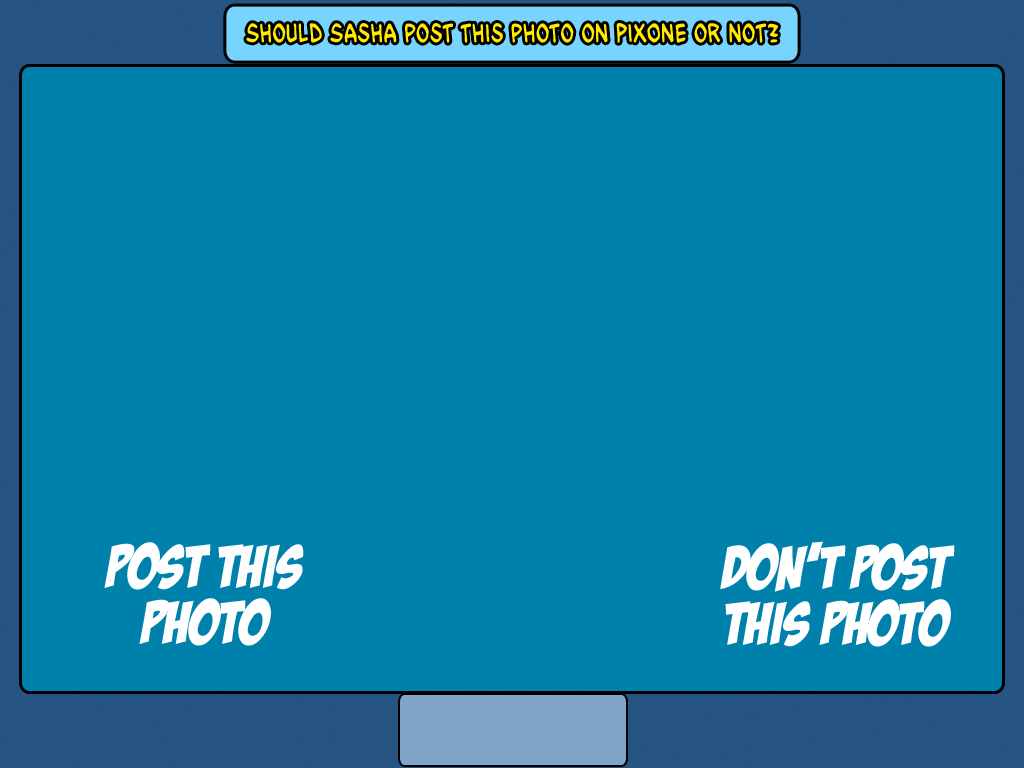 SHOULD SASHA POST THIS PHOTO ON PIXONE OR NOT?
POST THIS
PHOTO
DON'T POST
THIS PHOTO